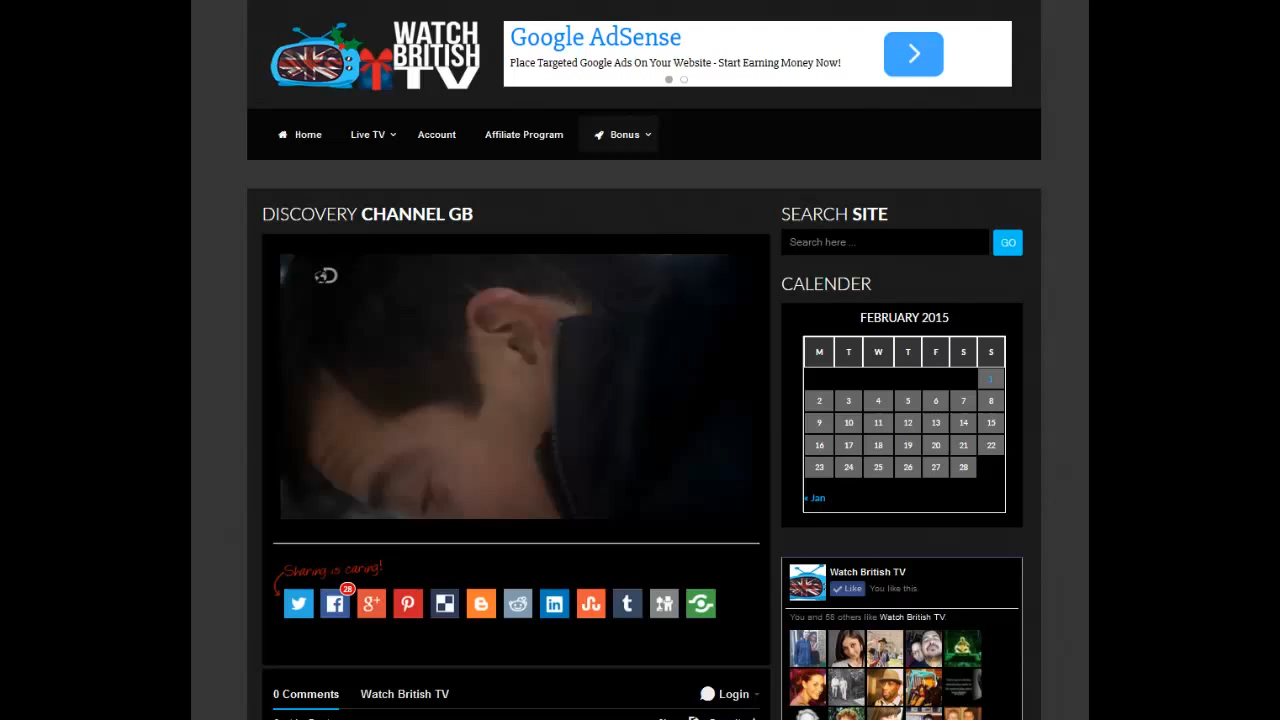 WATCH
BRITISH
TV
Google AdSense
Place Targeted Google Ads On Your Website - Start Earning Money Now!
Home
Live TV
Account
Affiliate Program
Bonus
DISCOVERY CHANNEL GB
SEARCH SITE
Search here ...
GO
CALENDER
FEBRUARY 2015
M T W T F S S
1
2 3 4 5 6 7 8
9 10 11 12 13 14 15
16 17 18 19 20 21 22
23 24 25 26 27 28
« Jan
Sharing is caring!
28
Watch British TV
Like
You like this
You and 56 others like Watch British TV
0 Comments
Watch British TV
Login